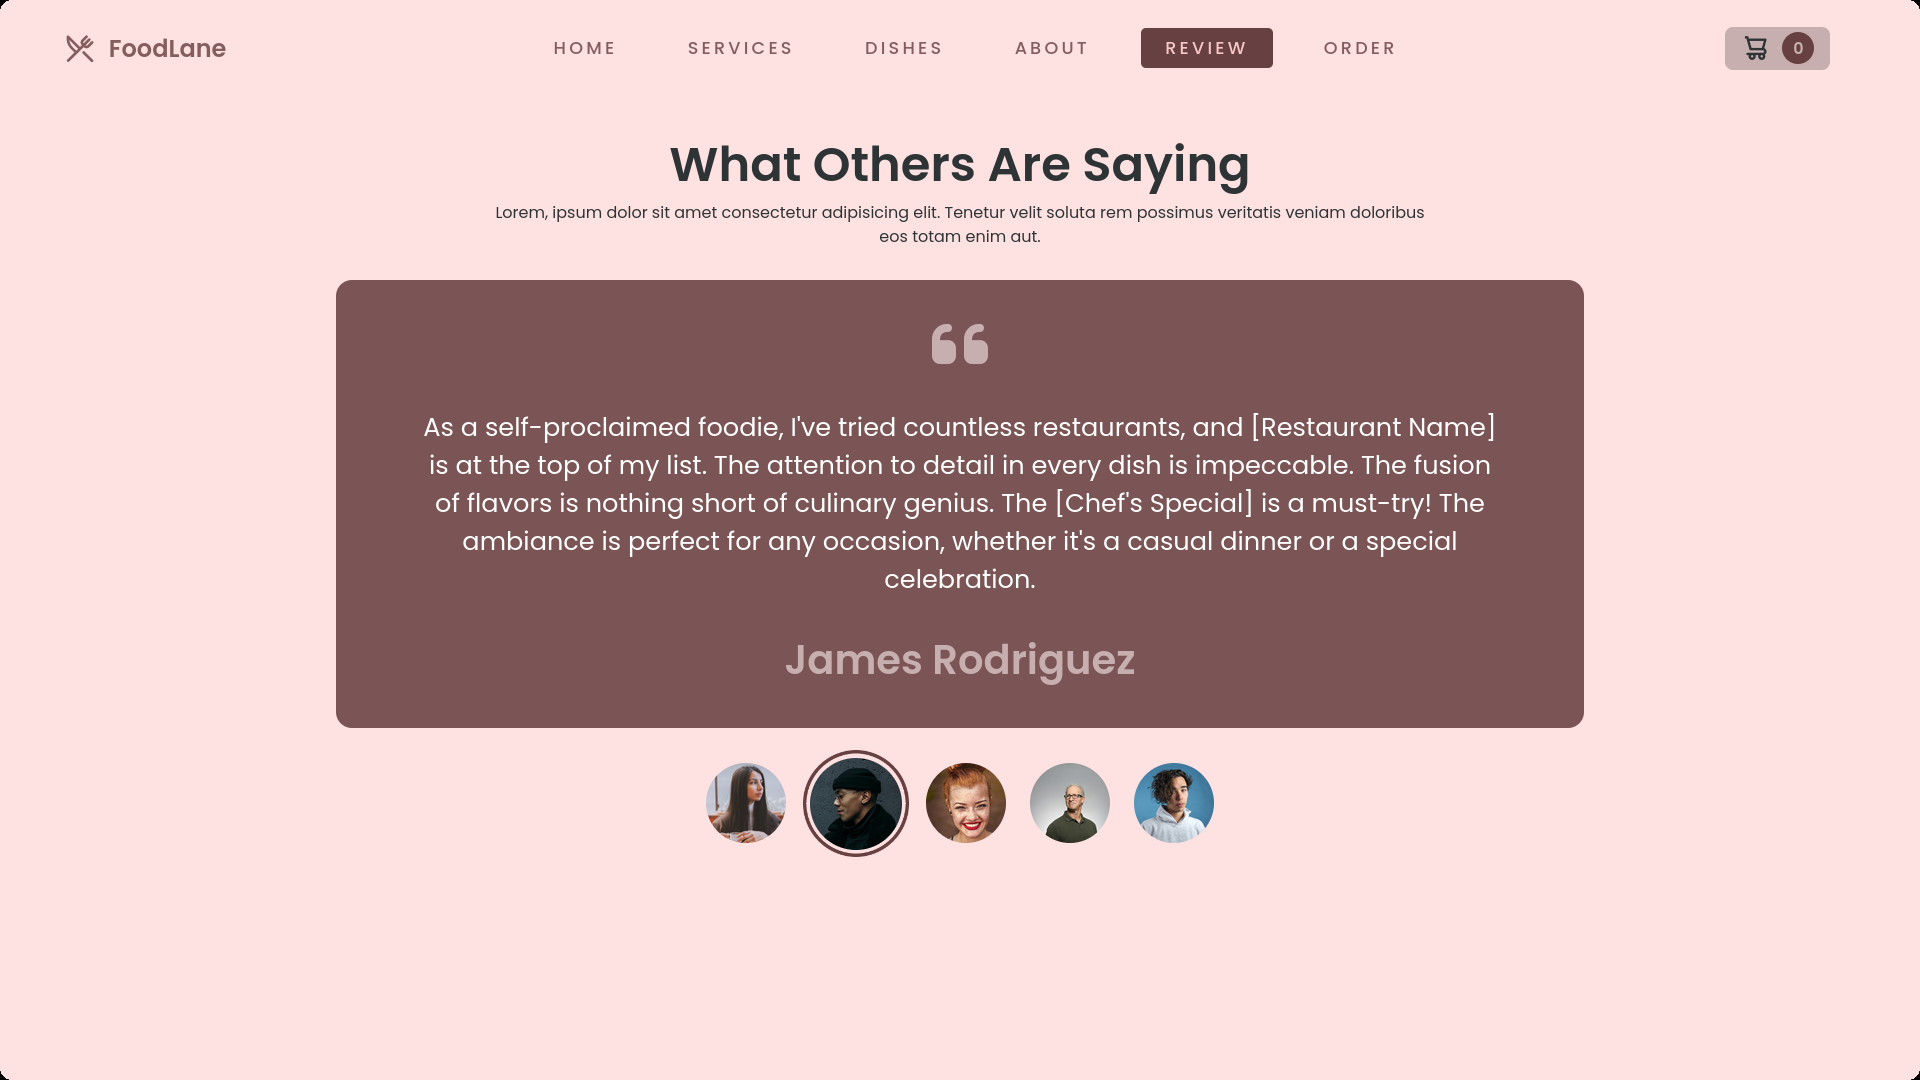 FoodLane
HOME
SERVICES
DISHES
ABOUT
REVIEW
ORDER
0
What Others Are Saying
Lorem, ipsum dolor sit amet consectetur adipisicing elit. Tenetur velit soluta rem possimus veritatis veniam doloribus
eos totam enim aut.
As a self-proclaimed foodie, I've tried countless restaurants, and [Restaurant Name]
is at the top of my list. The attention to detail in every dish is impeccable. The fusion
of flavors is nothing short of culinary genius. The [Chef's Special] is a must-try! The
ambiance is perfect for any occasion, whether it's a casual dinner or a special
celebration.
James Rodriguez